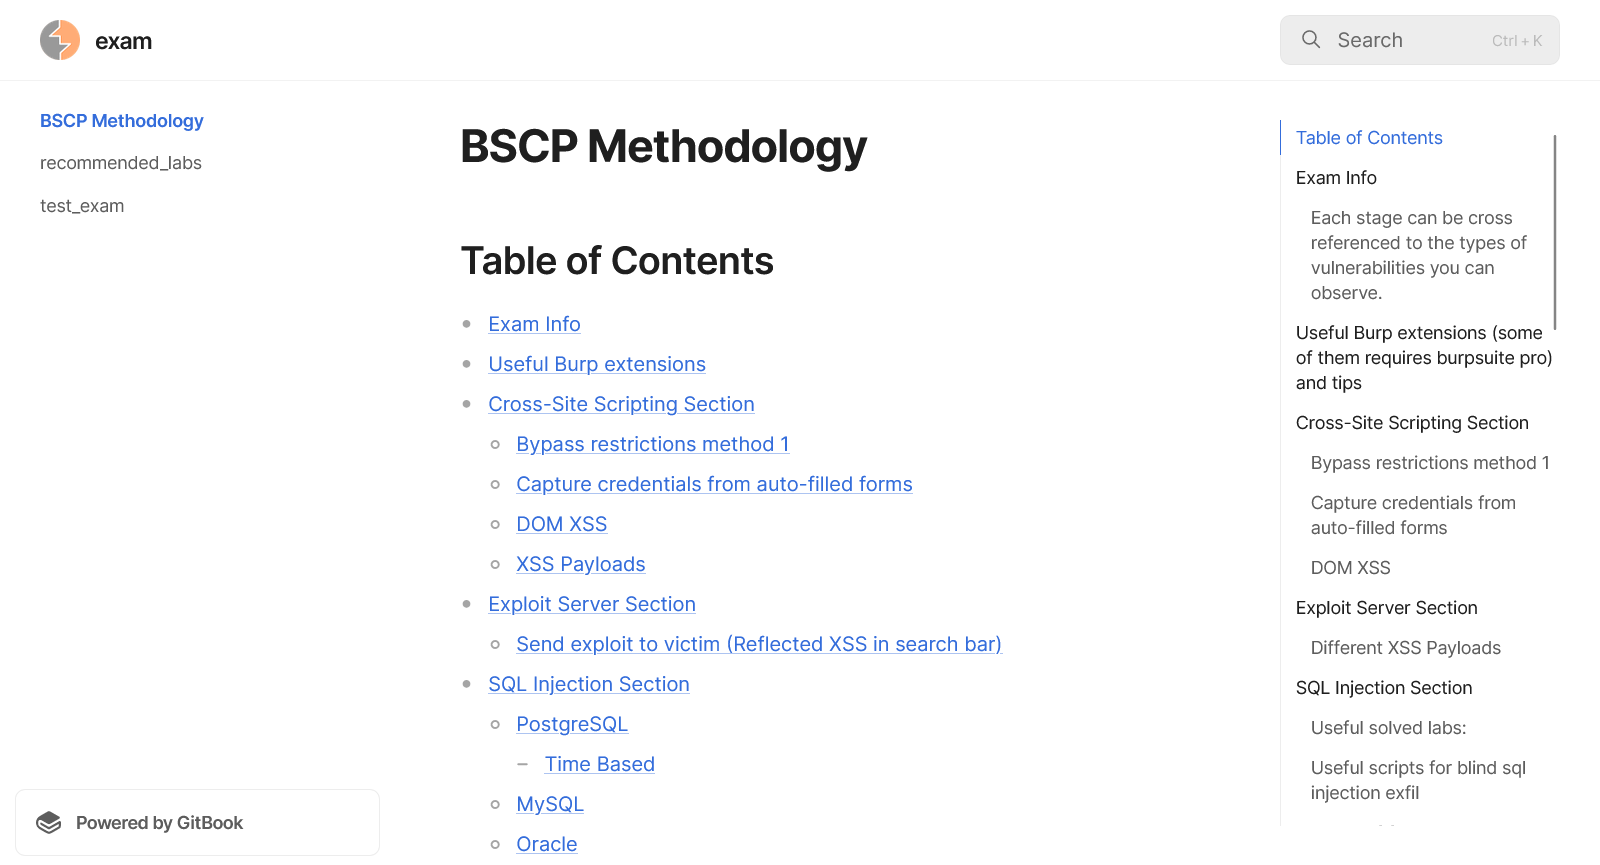 exam
Search
Ctrl + K
BSCP Methodology
recommended_labs
test_exam
BSCP Methodology
Table of Contents
Exam Info
Useful Burp extensions
Cross-Site Scripting Section
Bypass restrictions method 1
Capture credentials from auto-filled forms
DOM XSS
XSS Payloads
Exploit Server Section
Send exploit to victim (Reflected XSS in search bar)
SQL Injection Section
PostgreSQL
Time Based
MySQL
Oracle
Table of Contents
Exam Info
Each stage can be cross
referenced to the types of
vulnerabilities you can
observe.
Useful Burp extensions (some
of them requires burpsuite pro)
and tips
Cross-Site Scripting Section
Bypass restrictions method 1
Capture credentials from
auto-filled forms
DOM XSS
Exploit Server Section
Different XSS Payloads
SQL Injection Section
Useful solved labs:
Useful scripts for blind sql
injection exfil
Powered by GitBook